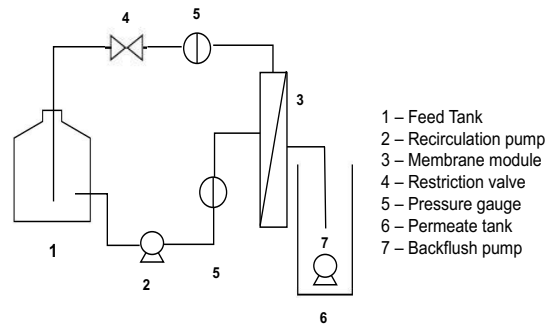 4
5
3
5
7
1
2
6
1 – Feed Tank
2 – Recirculation pump
3 – Membrane module
4 – Restriction valve
5 – Pressure gauge
6 – Permeate tank
7 – Backflush pump